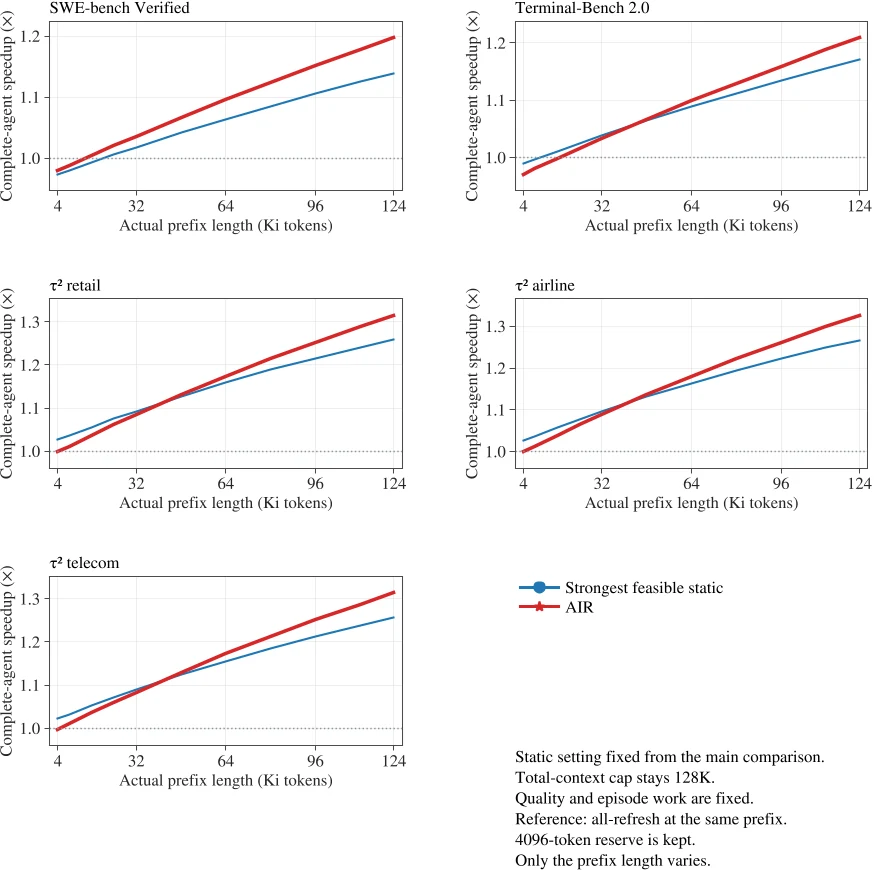 SWE-bench Verified
Complete-agent speedup (×)
1.2
1.1
1.0
4 32 64 96 124
Actual prefix length (Ki tokens)
Terminal-Bench 2.0
Complete-agent speedup (×)
1.2
1.1
1.0
4 32 64 96 124
Actual prefix length (Ki tokens)
τ² retail
Complete-agent speedup (×)
1.3
1.2
1.1
1.0
4 32 64 96 124
Actual prefix length (Ki tokens)
τ² airline
Complete-agent speedup (×)
1.3
1.2
1.1
1.0
4 32 64 96 124
Actual prefix length (Ki tokens)
τ² telecom
Complete-agent speedup (×)
1.3
1.2
1.1
1.0
4 32 64 96 124
Actual prefix length (Ki tokens)
Strongest feasible static
AIR
Static setting fixed from the main comparison.
Total-context cap stays 128K.
Quality and episode work are fixed.
Reference: all-refresh at the same prefix.
4096-token reserve is kept.
Only the prefix length varies.